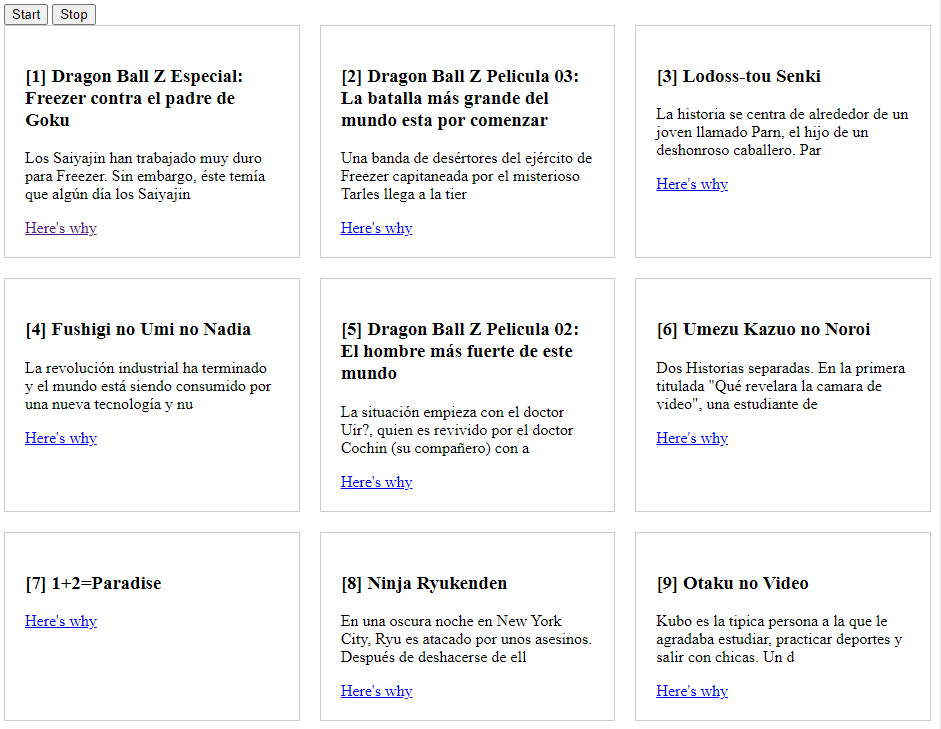 Start Stop
[1] Dragon Ball Z Especial:
Freezer contra el padre de
Goku
Los Saiyajin han trabajado muy duro
para Freezer. Sin embargo, éste temía
que algún día los Saiyajin
Here's why
[2] Dragon Ball Z Pelicula 03:
La batalla más grande del
mundo esta por comenzar
Una banda de desértores del ejército de
Freezer capitaneada por el misterioso
Tarles llega a la tier
Here's why
[3] Lodoss-tou Senki
La historia se centra de alrededor de un
joven llamado Parn, el hijo de un
deshonroso caballero. Par
Here's why
[4] Fushigi no Umi no Nadia
La revolución industrial ha terminado
y el mundo está siendo consumido por
una nueva tecnología y nu
Here's why
[5] Dragon Ball Z Pelicula 02:
El hombre más fuerte de este
mundo
La situación empieza con el doctor
Uir?, quien es revivido por el doctor
Cochin (su compañero) con a
Here's why
[6] Umezu Kazuo no Noroi
Dos Historias separadas. En la primera
titulada "Qué revelara la camara de
video", una estudiante de
Here's why
[7] 1+2=Paradise
Here's why
[8] Ninja Ryukenden
En una oscura noche en New York
City, Ryu es atacado por unos asesinos.
Después de deshacerse de ell
Here's why
[9] Otaku no Video
Kubo es la tipica persona a la que le
agradaba estudiar, practicar deportes y
salir con chicas. Un d
Here's why